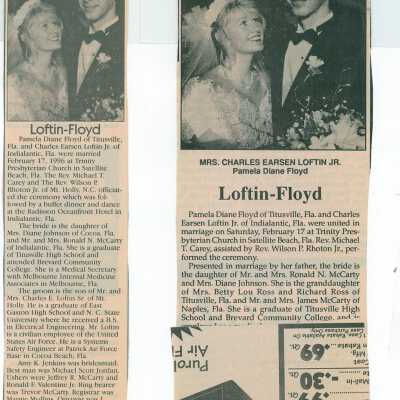 Loftin-Floyd
Pamela Diane Floyd of Titusville,
Fla. and Charles Earsen Loftin Jr. of
Indialantic, Fla. were married
February 17, 1996 at Trinity
Presbyterian Church in Satellite
Beach, Fla. The Rev. Michael T.
Carey and The Rev. Wilson P.
Rhoton Jr. of Mt. Holly, N.C. officiat-
ed the ceremony which was fol-
lowed by a buffet dinner and dance
at the Radisson Oceanfront Hotel in
Indialantic, Fla.
The bride is the daughter of
Mrs. Diane Johnson of Cocoa, Fla.
and Mr. and Mrs. Ronald N. McCarty
of Indialantic, Fla. She is a graduate
of Titusville High School and
attended Brevard Community
College. She is a Medical Secretary
with Melbourne Internal Medicine
Associates in Melbourne, Fla.
The groom is the son of Mr. and
Mrs. Charles E. Loftin Sr. of Mt.
Holly. He is a graduate of East
Gaston High School and N. C. State
University where he received a B.S.
in Electrical Engineering. Mr. Loftin
is a civilian employee of the United
States Air Force. He is a Systems
Safety Engineer at Patrick Air Force
Base in Cocoa Beach, Fla.
Amy K. Jenkins was bridesmaid.
Best man was Michael Scott Jordan.
Ushers were Jeffrey R. McCarty and
Ronald F. Valentine Jr. Ring bearer
was Trevor McCarty. Registrar was
MRS. CHARLES EARSEN LOFTIN JR.
Pamela Diane Floyd
Loftin-Floyd
Pamela Diane Floyd of Titusville, Fla. and Charles
Earsen Loftin Jr. of Indialantic, Fla. were united in
marriage on Saturday, February 17 at Trinity Pres-
byterian Church in Satellite Beach, Fla. Rev. Michael
T. Carey, assisted by Rev. Wilson P. Rhoton Jr., per-
formed the ceremony.
Presented in marriage by her father, the bride is
the daughter of Mr. and Mrs. Ronald N. McCarty
and Mrs. Diane Johnson. She is the granddaughter
of Mrs. Betty Lou Ross and Richard Ross of
Titusville, Fla. and Mr. and Mrs. James McCarty of
Naples, Fla. She is a graduate of Titusville High
School and Brevard Community College, and is
Purol
Air Fi
Mail-In
-.30
.69
Qt.